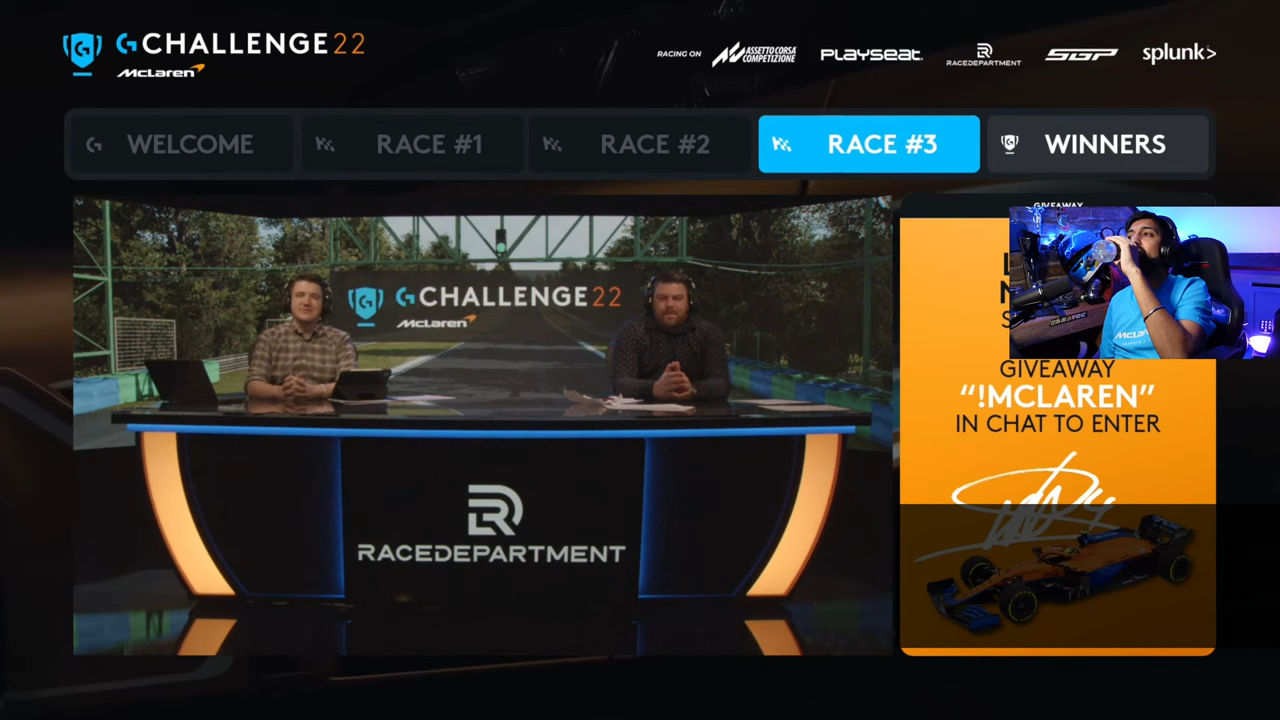 G CHALLENGE 22
McLaren
RACING ON
ASSETTO CORSA
COMPETIZIONE
PLAYSEAT
RACEDEPARTMENT
SGP
splunk>
WELCOME
RACE #1
RACE #2
RACE #3
WINNERS
GIVEAWAY
G CHALLENGE 22
McLaren
McLaren
GIVEAWAY
“!MCLAREN”
IN CHAT TO ENTER
RACEDEPARTMENT